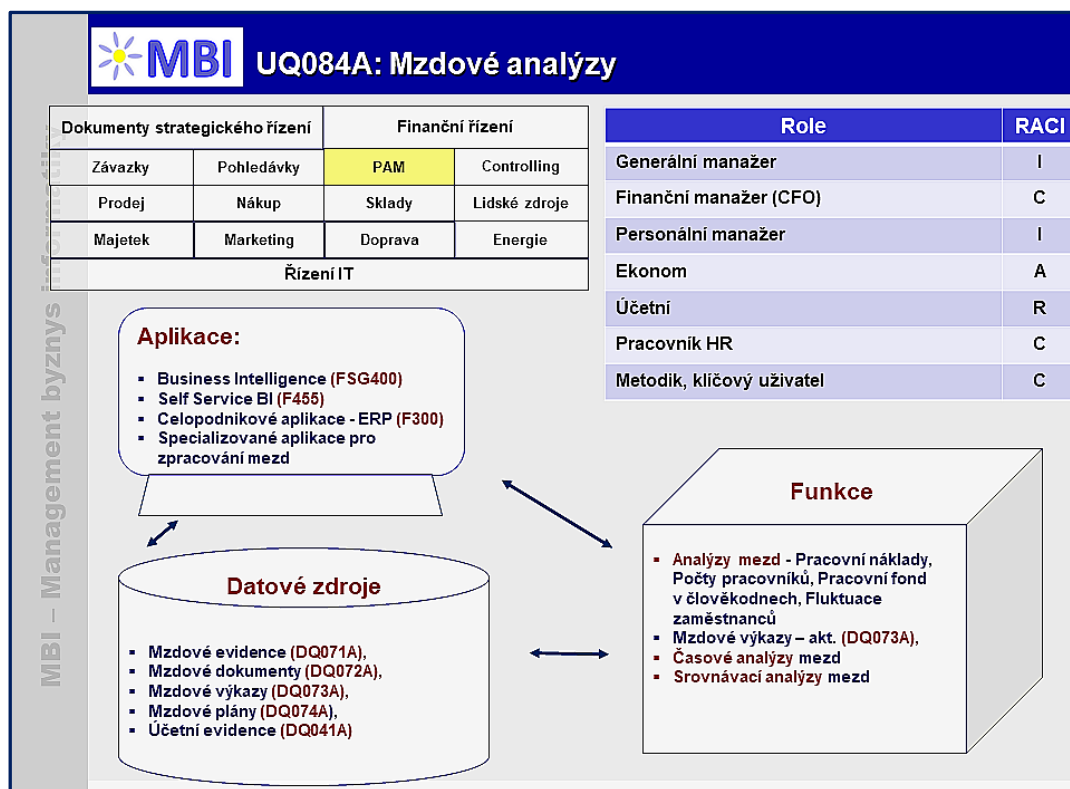 MBI
UQ084A: Mzdové analýzy
MBI – Management byznys informatiky
Dokumenty strategického řízení
Finanční řízení
Závazky
Pohledávky
PAM
Controlling
Prodej
Nákup
Sklady
Lidské zdroje
Majetek
Marketing
Doprava
Energie
Řízení IT
Role RACI
Generální manažer I
Finanční manažer (CFO) C
Personální manažer I
Ekonom A
Účetní R
Pracovník HR C
Metodik, klíčový uživatel C
Aplikace:
▪ Business Intelligence (FSG400)
▪ Self Service BI (F455)
▪ Celopodnikové aplikace - ERP (F300)
▪ Specializované aplikace pro
zpracování mezd
Datové zdroje
▪ Mzdové evidence (DQ071A),
▪ Mzdové dokumenty (DQ072A),
▪ Mzdové výkazy (DQ073A),
▪ Mzdové plány (DQ074A),
▪ Účetní evidence (DQ041A)
Funkce
▪ Analýzy mezd - Pracovní náklady,
Počty pracovníků, Pracovní fond
v člověkodnech, Fluktuace
zaměstnanců
▪ Mzdové výkazy – akt. (DQ073A),
▪ Časové analýzy mezd
▪ Srovnávací analýzy mezd